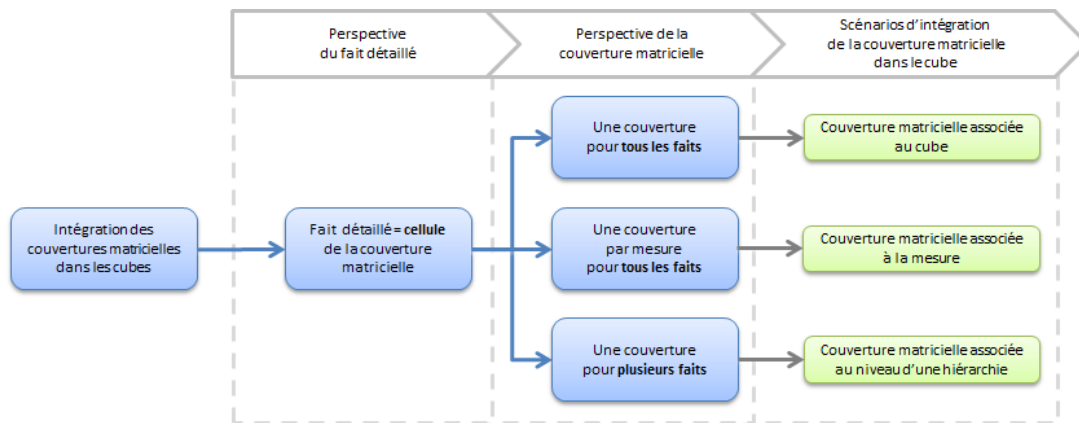 Perspective
du fait détaillé
Perspective de la
couverture matricielle
Scénarios d'intégration
de la couverture matricielle
dans le cube
Intégration des
couvertures matricielles
dans les cubes
Fait détaillé = cellule
de la couverture
matricielle
Une couverture
pour tous les faits
Couverture matricielle associée
au cube
Une couverture
par mesure
pour tous les faits
Couverture matricielle associée
à la mesure
Une couverture
pour plusieurs faits
Couverture matricielle associée
au niveau d'une hiérarchie